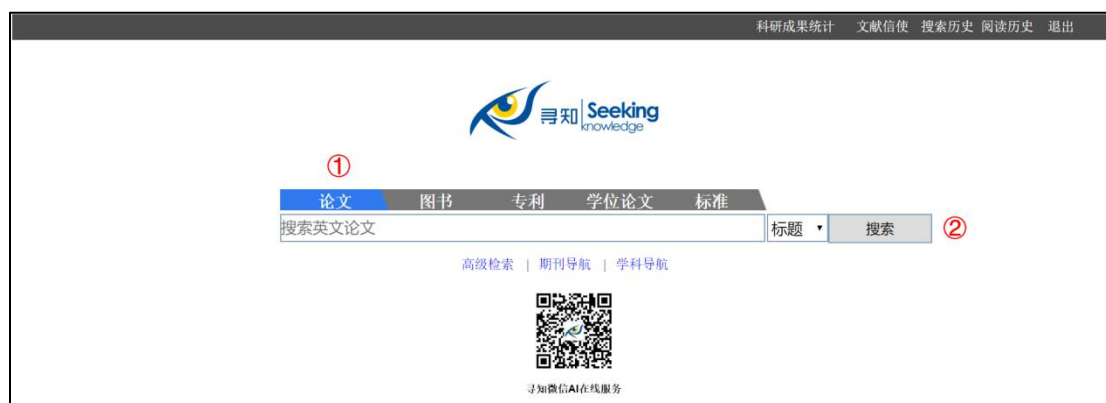 科研成果统计 文献信使 搜索历史 阅读历史 退出
寻知 Seeking
knowledge
①
论文 图书 专利 学位论文 标准
搜索英文论文 标题 搜索 ②
高级检索 | 期刊导航 | 学科导航
寻知微信AI在线服务